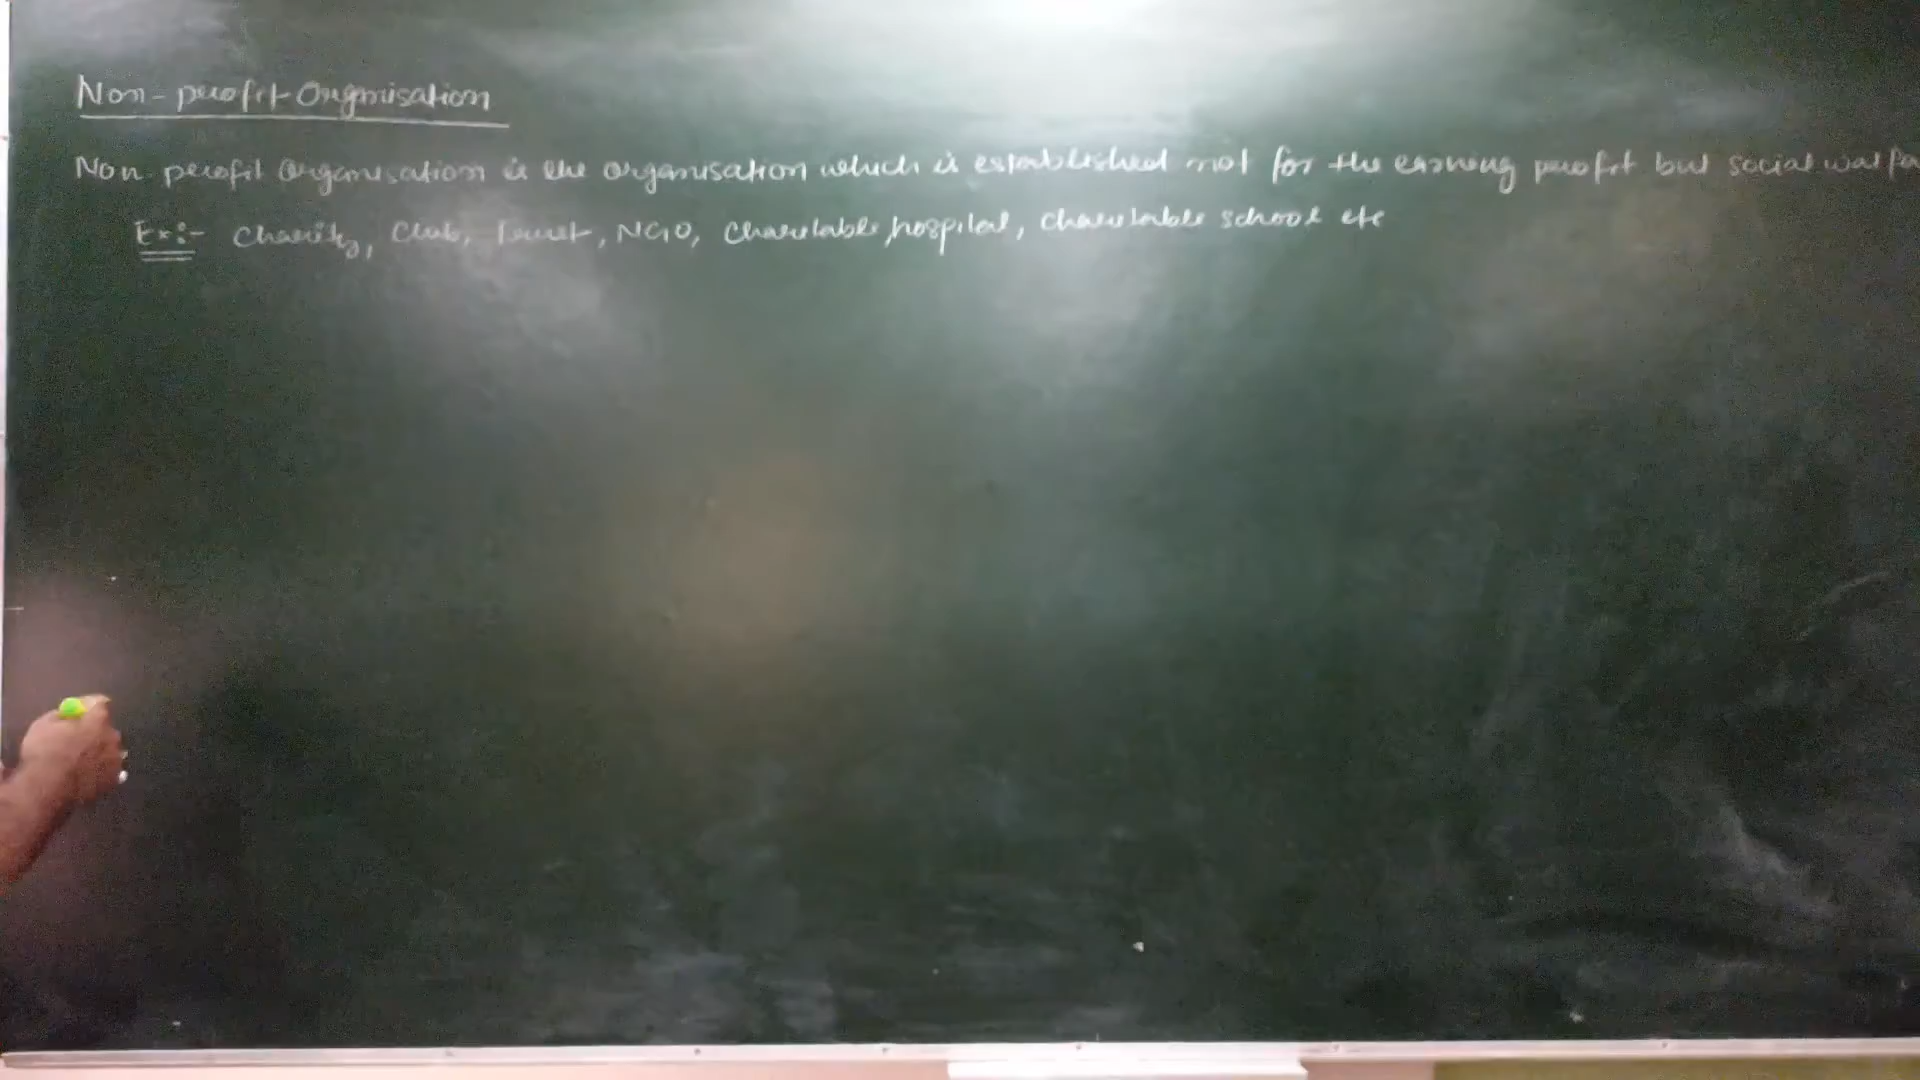 Non-profit Organisation
Non profit Organisation is the organisation which is established not for the earning profit but social walfa
Ex:- Charity, Club, Trust, NGO, Charitable hospital, Charitable school etc